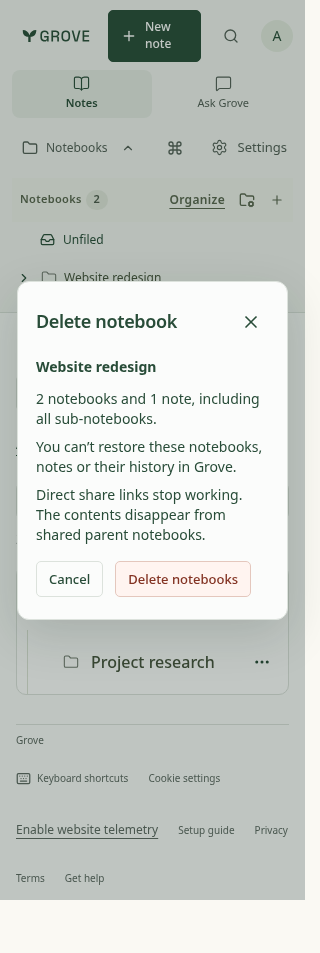 GROVE
New
note
A
Notes
Ask Grove
Notebooks
Settings
Notebooks 2 Organize
Unfiled
Website redesign
Delete notebook
Website redesign
2 notebooks and 1 note, including
all sub-notebooks.
You can’t restore these notebooks,
notes or their history in Grove.
Direct share links stop working.
The contents disappear from
shared parent notebooks.
Cancel Delete notebooks
Project research
Grove
Keyboard shortcuts Cookie settings
Enable website telemetry Setup guide Privacy
Terms Get help